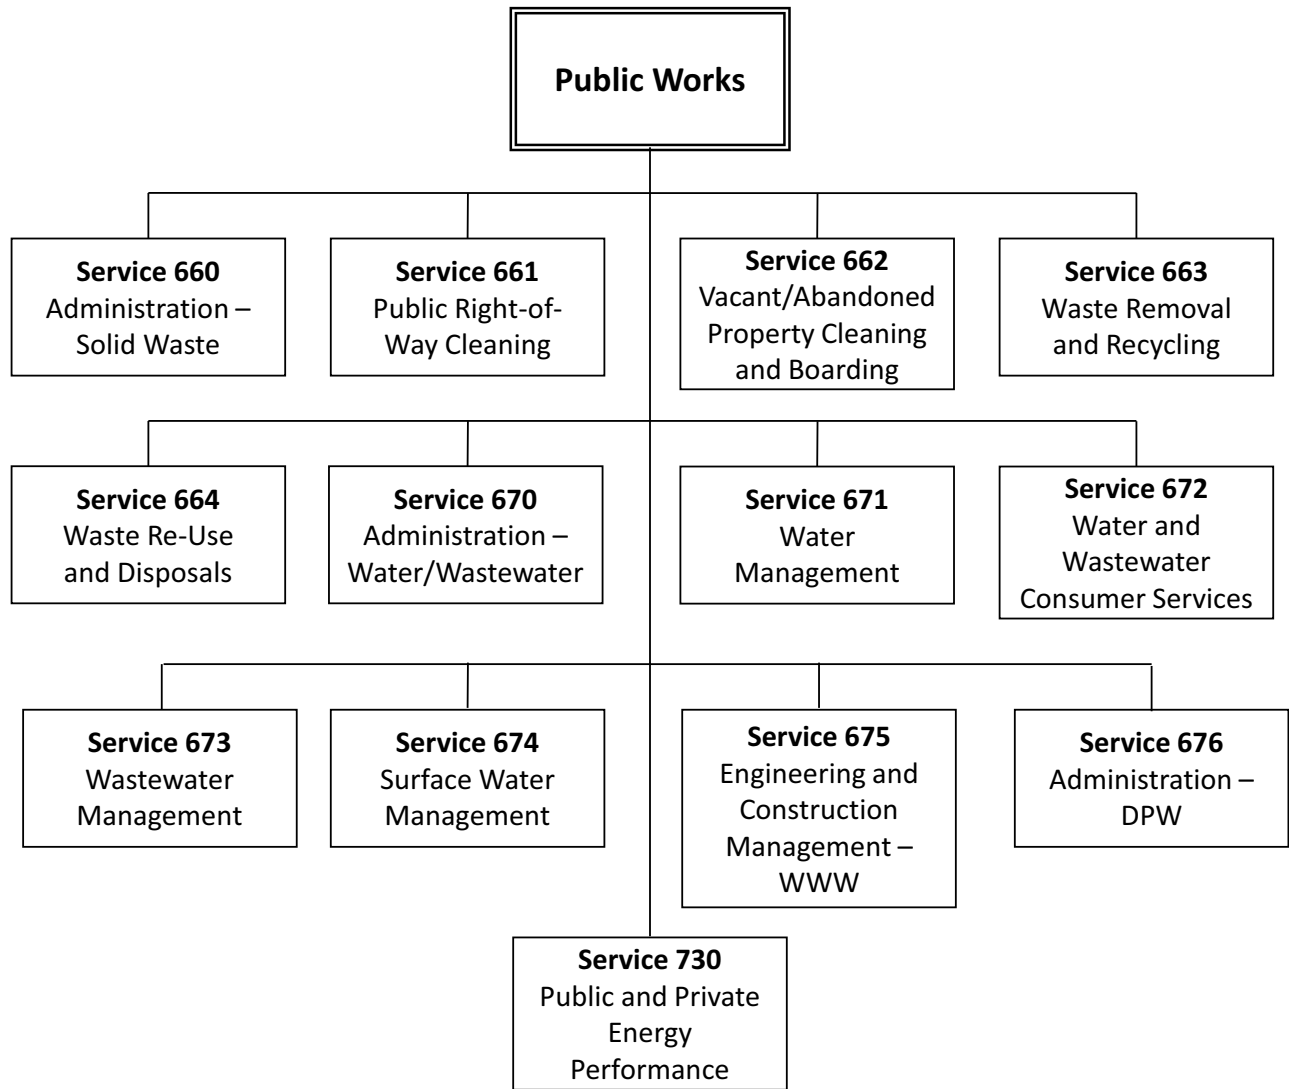 Public Works
Service 660
Administration –
Solid Waste
Service 661
Public Right-of-
Way Cleaning
Service 662
Vacant/Abandoned
Property Cleaning
and Boarding
Service 663
Waste Removal
and Recycling
Service 664
Waste Re-Use
and Disposals
Service 670
Administration –
Water/Wastewater
Service 671
Water
Management
Service 672
Water and
Wastewater
Consumer Services
Service 673
Wastewater
Management
Service 674
Surface Water
Management
Service 675
Engineering and
Construction
Management –
WWW
Service 676
Administration –
DPW
Service 730
Public and Private
Energy
Performance